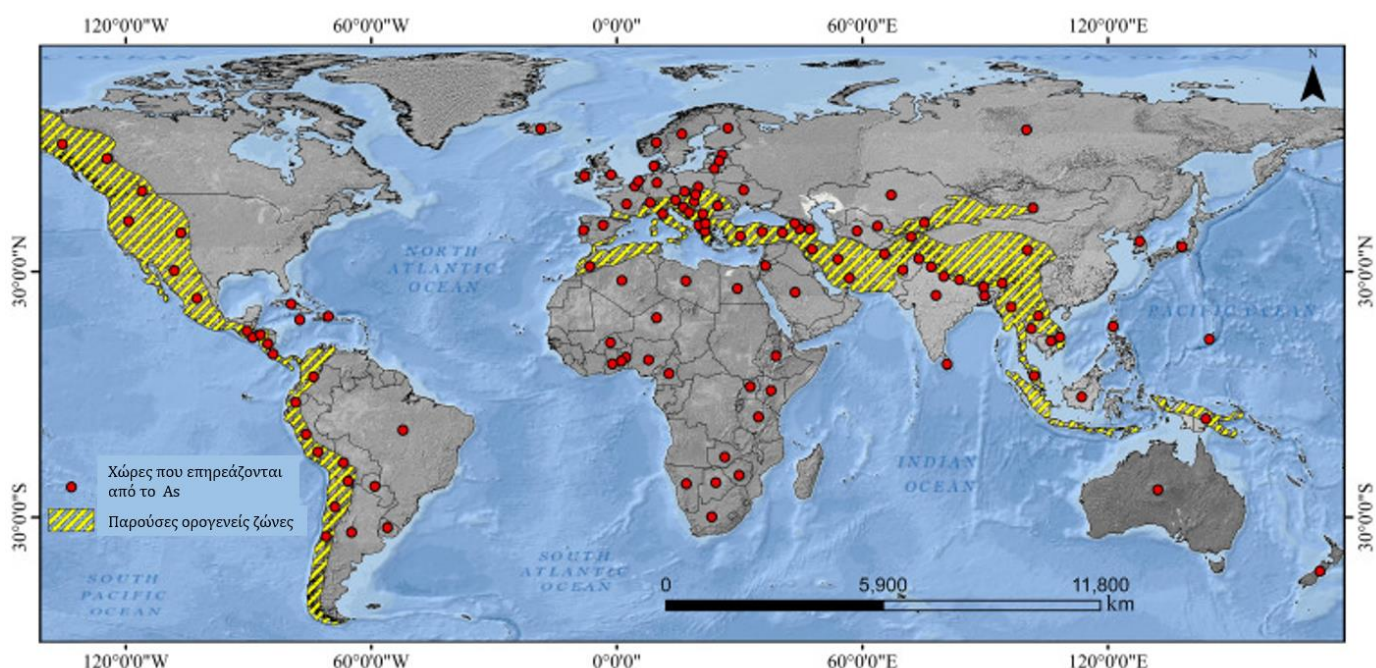 120°0'0"W 60°0'0"W 0°0'0" 60°0'0"E 120°0'0"E
N
30°0'0"N
30°0'0"N
NORTH
ATLANTIC
OCEAN
PACIFIC OCEAN
INDIAN
OCEAN
Χώρες που επηρεάζονται
από το As
Παρούσες ορογενείς ζώνες
30°0'0"S
30°0'0"S
SOUTH
ATLANTIC
OCEAN
SOUTH
PACIFIC
OCEAN
0 5,900 11,800
km
120°0'0"W 60°0'0"W 0°0'0" 60°0'0"E 120°0'0"E